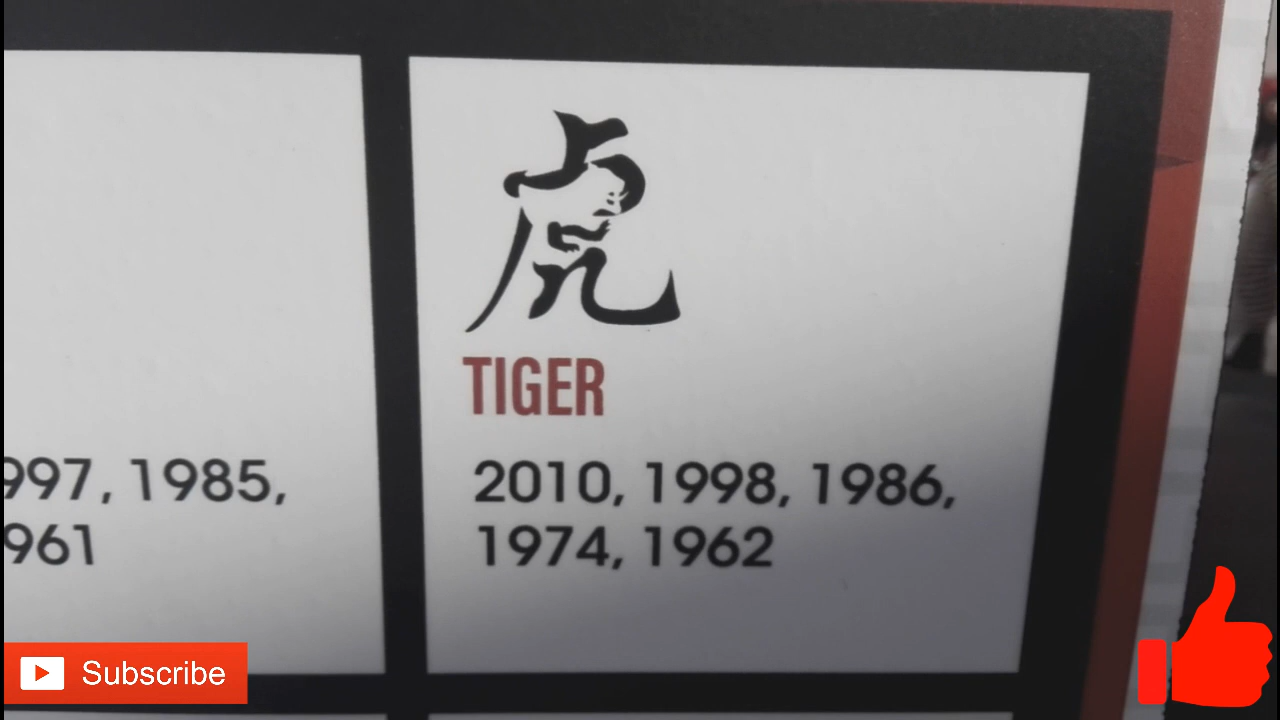 虎
TIGER
997, 1985,
961
2010, 1998, 1986,
1974, 1962
Subscribe